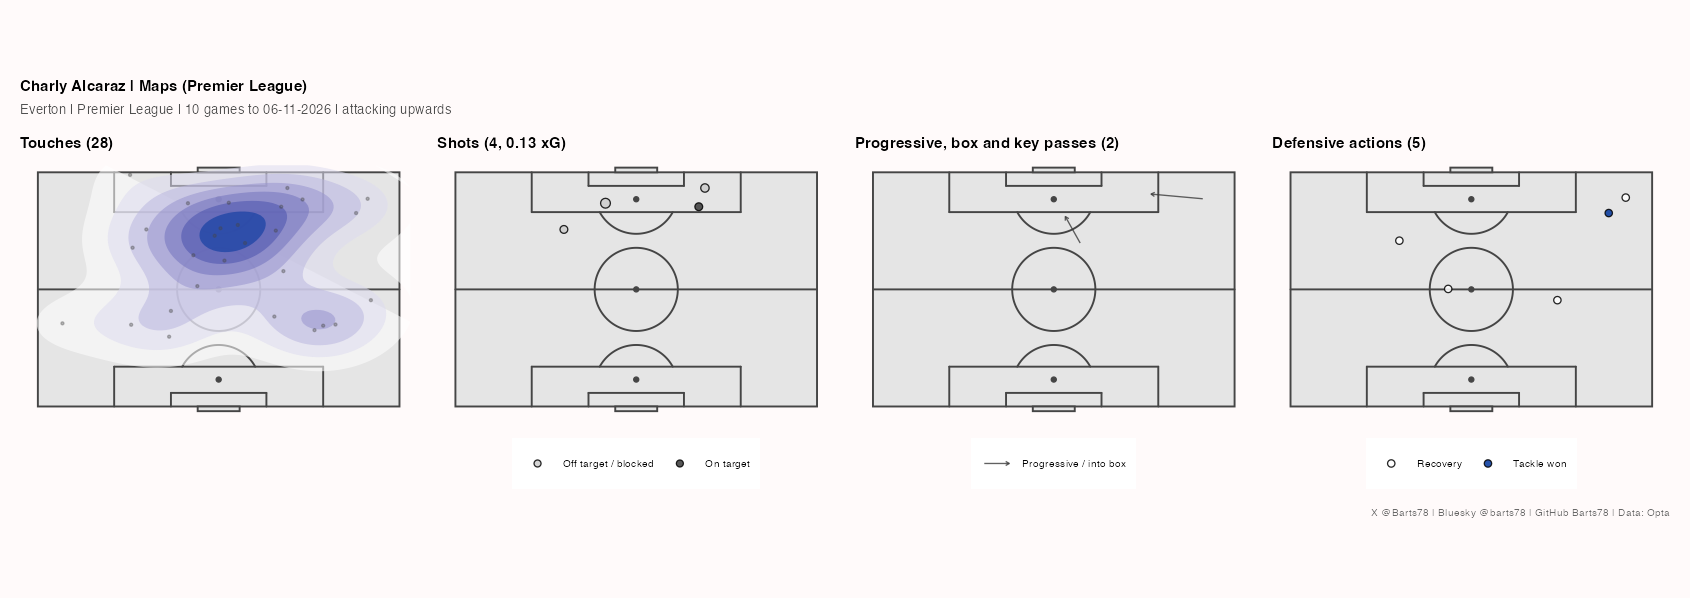 Charly Alcaraz | Maps (Premier League)
Everton | Premier League | 10 games to 06-11-2026 | attacking upwards
Touches (28)
Shots (4, 0.13 xG)
Progressive, box and key passes (2)
Defensive actions (5)
Off target / blocked
On target
Progressive / into box
Recovery
Tackle won
X @Barts78 | Bluesky @barts78 | GitHub Barts78 | Data: Opta